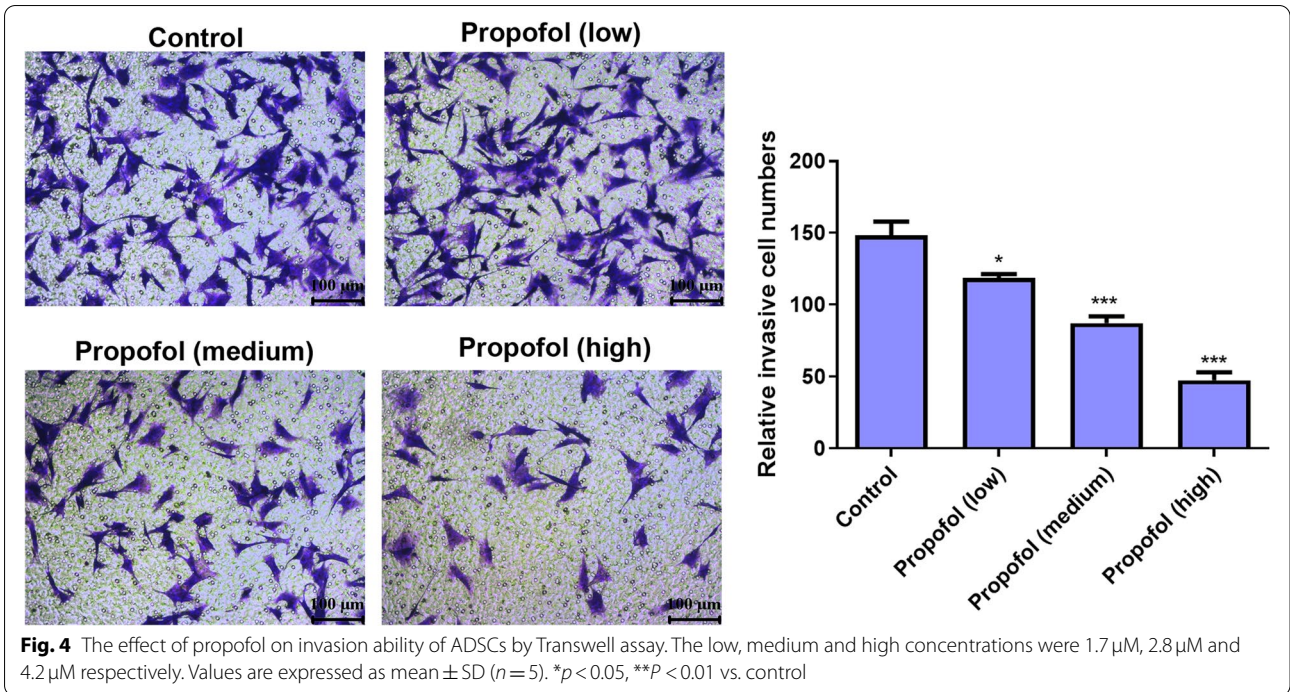 Control
Propofol (low)
100 μm
100 μm
Propofol (medium)
Propofol (high)
100 μm
100 μm
Relative invasive cell numbers
200
150
100
50
0
*
***
***
Control
Propofol (low)
Propofol (medium)
Propofol (high)
Fig. 4 The effect of propofol on invasion ability of ADSCs by Transwell assay. The low, medium and high concentrations were 1.7 μM, 2.8 μM and
4.2 μM respectively. Values are expressed as mean ± SD (n = 5). *p < 0.05, **P < 0.01 vs. control